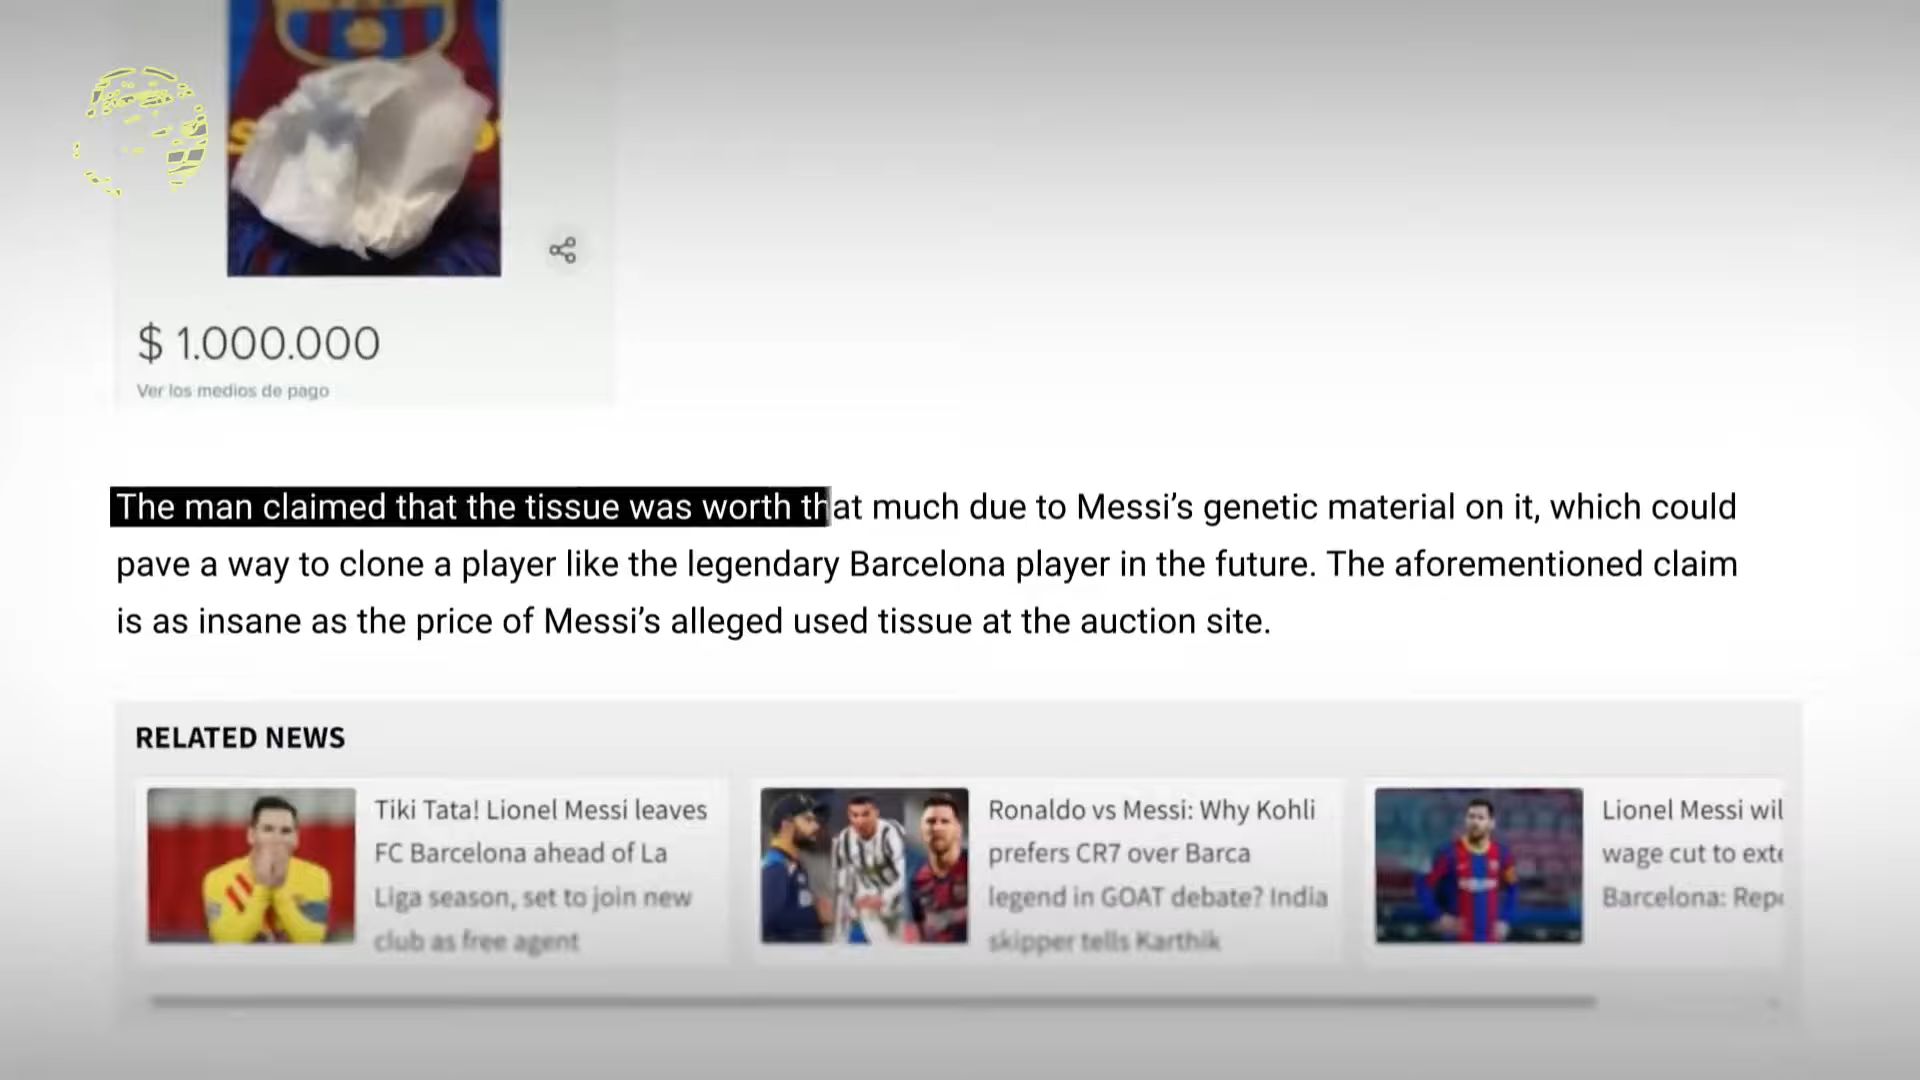 $ 1.000.000
Ver los medios de pago
The man claimed that the tissue was worth that much due to Messi’s genetic material on it, which could
pave a way to clone a player like the legendary Barcelona player in the future. The aforementioned claim
is as insane as the price of Messi’s alleged used tissue at the auction site.
RELATED NEWS
Tiki Tata! Lionel Messi leaves
FC Barcelona ahead of La
Liga season, set to join new
club as free agent
Ronaldo vs Messi: Why Kohli
prefers CR7 over Barca
legend in GOAT debate? India
skipper tells Karthik
Lionel Messi wil
wage cut to exte
Barcelona: Rep